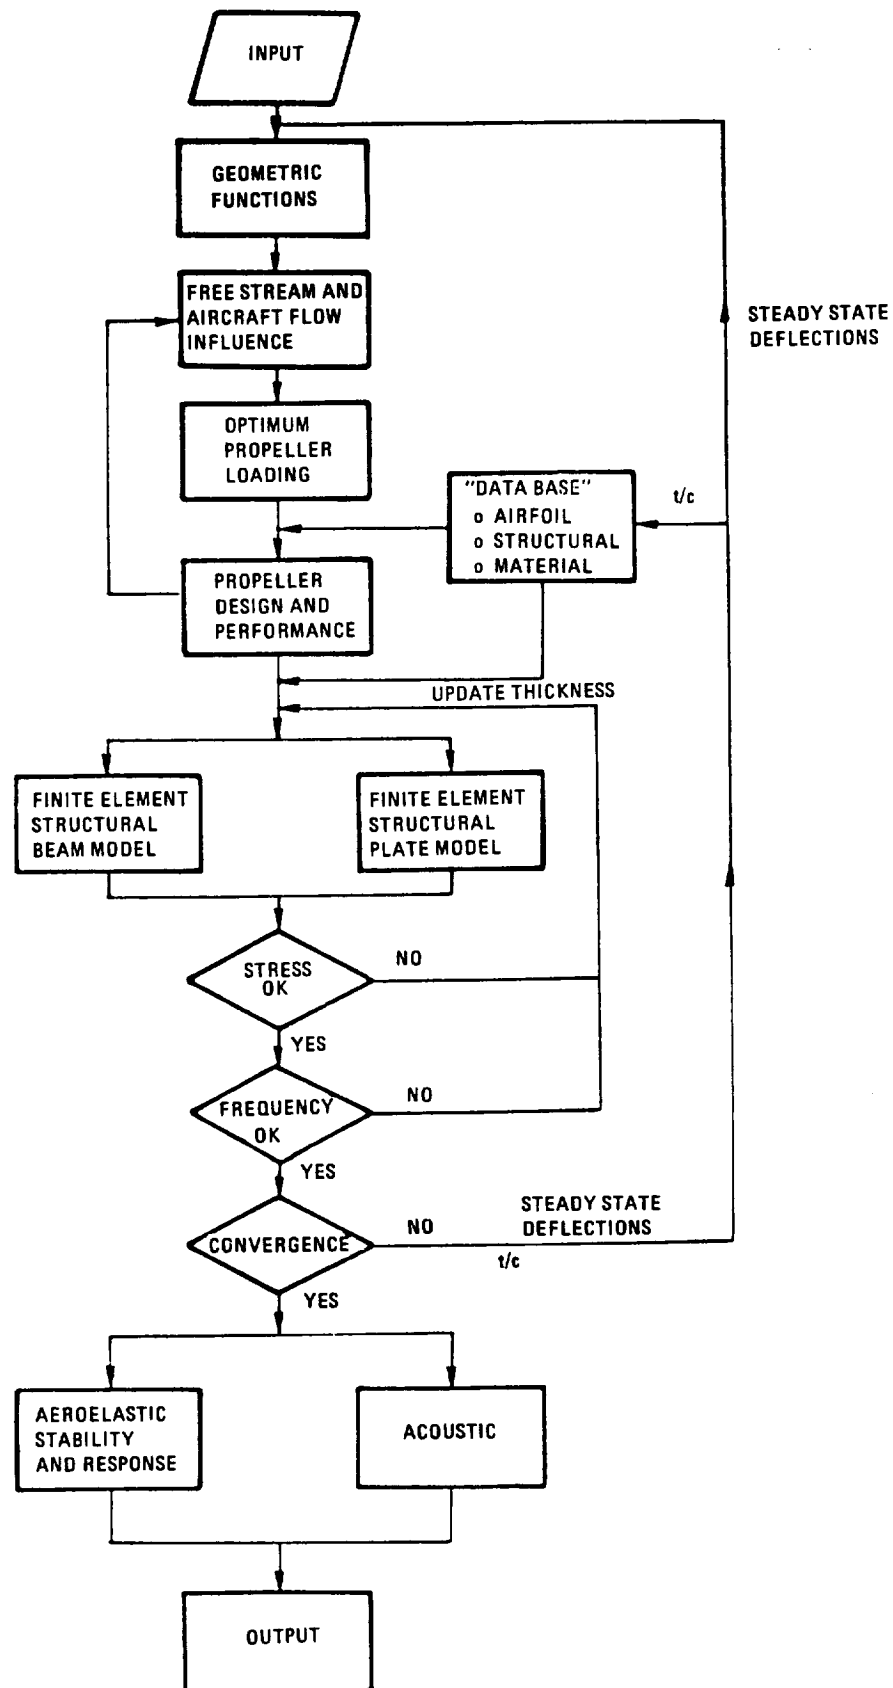 INPUT
GEOMETRIC
FUNCTIONS
FREE STREAM AND
AIRCRAFT FLOW
INFLUENCE
STEADY STATE
DEFLECTIONS
OPTIMUM
PROPELLER
LOADING
"DATA BASE"
o AIRFOIL
o STRUCTURAL
o MATERIAL
t/c
PROPELLER
DESIGN AND
PERFORMANCE
UPDATE THICKNESS
FINITE ELEMENT
STRUCTURAL
BEAM MODEL
FINITE ELEMENT
STRUCTURAL
PLATE MODEL
STRESS
OK
NO
YES
FREQUENCY
OK
NO
YES
CONVERGENCE
NO
STEADY STATE
DEFLECTIONS
t/c
YES
AEROELASTIC
STABILITY
AND RESPONSE
ACOUSTIC
OUTPUT